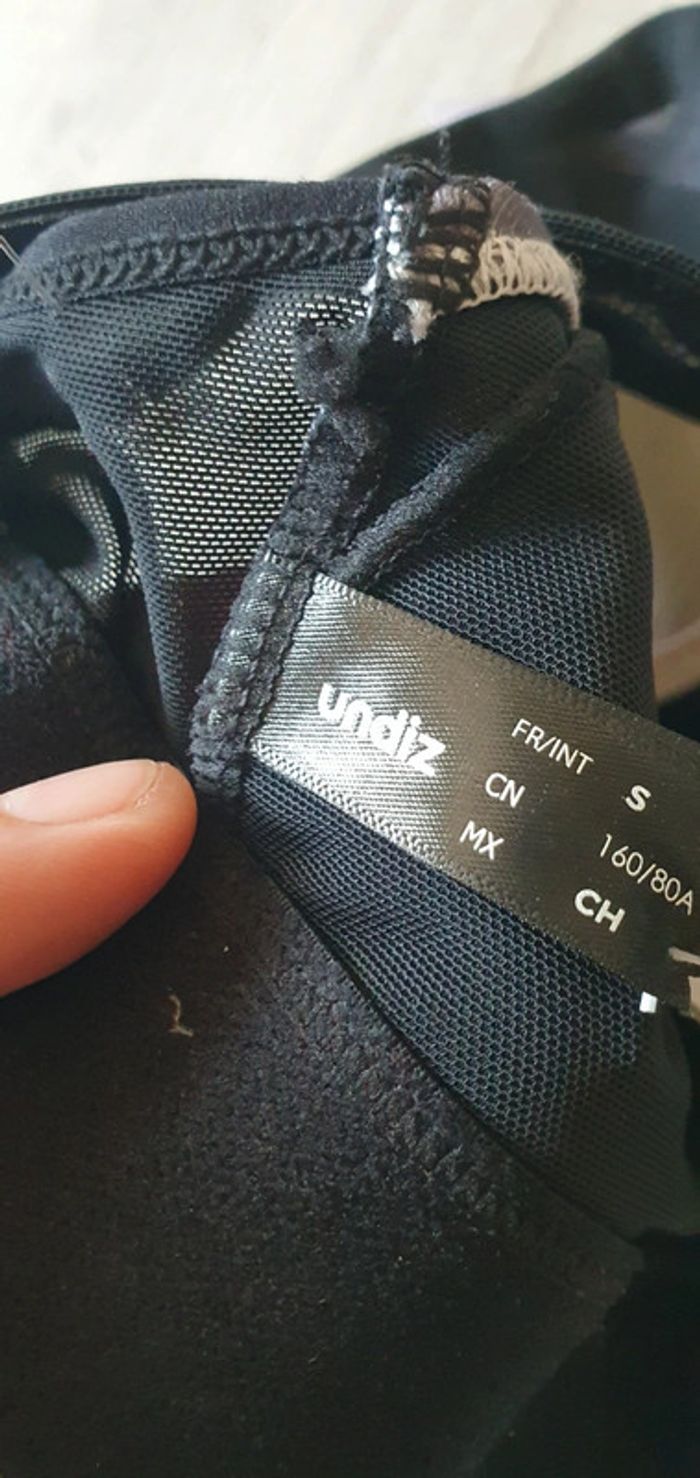 undiz
FR/INT S
CN 160/80A
MX CH